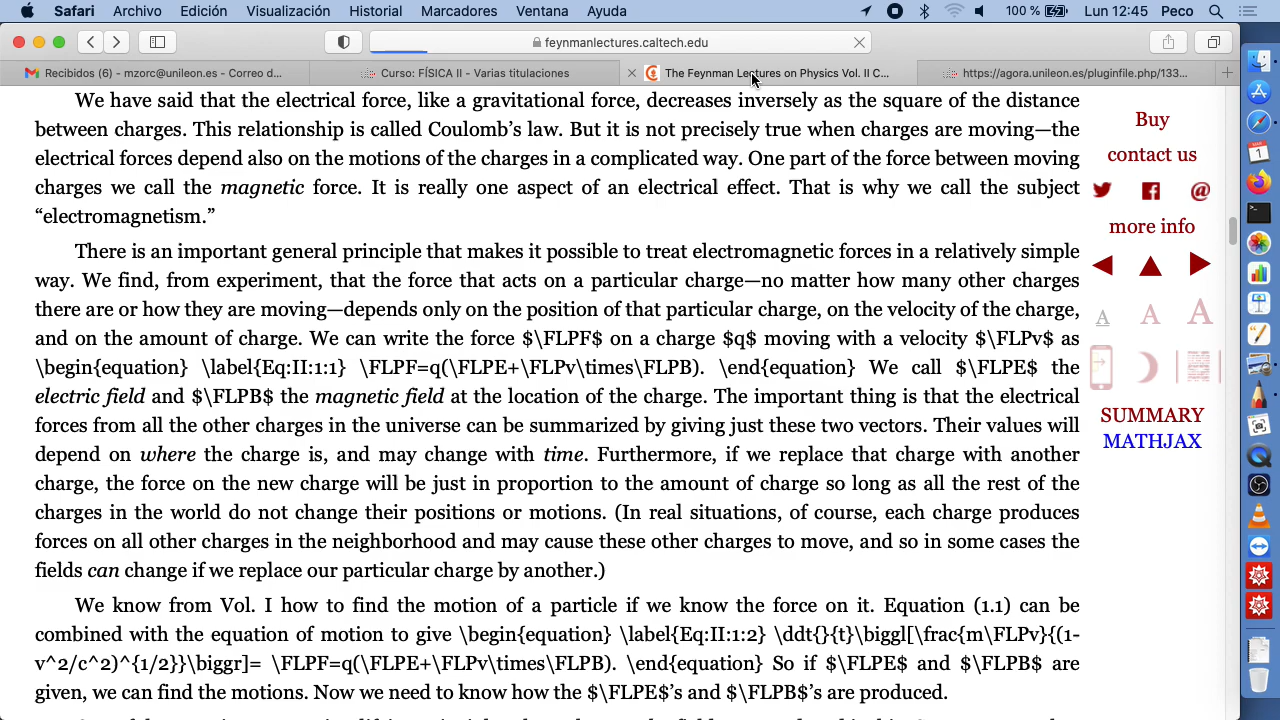 Safari Archivo Edición Visualización Historial Marcadores Ventana Ayuda 100 % Lun 12:45 Peco
feynmanlectures.caltech.edu
Recibidos (6) - mzorc@unileon.es - Correo d... Curso: FÍSICA II - Varias titulaciones The Feynman Lectures on Physics Vol. II C... https://agora.unileon.es/pluginfile.php/133...
We have said that the electrical force, like a gravitational force, decreases inversely as the square of the distance
between charges. This relationship is called Coulomb’s law. But it is not precisely true when charges are moving—the
electrical forces depend also on the motions of the charges in a complicated way. One part of the force between moving
charges we call the magnetic force. It is really one aspect of an electrical effect. That is why we call the subject
“electromagnetism.”
There is an important general principle that makes it possible to treat electromagnetic forces in a relatively simple
way. We find, from experiment, that the force that acts on a particular charge—no matter how many other charges
there are or how they are moving—depends only on the position of that particular charge, on the velocity of the charge,
and on the amount of charge. We can write the force $\FLPF$ on a charge $q$ moving with a velocity $\FLPv$ as
\begin{equation} \label{Eq:II:1:1} \FLPF=q(\FLPE+\FLPv\times\FLPB). \end{equation} We call $\FLPE$ the
electric field and $\FLPB$ the magnetic field at the location of the charge. The important thing is that the electrical
forces from all the other charges in the universe can be summarized by giving just these two vectors. Their values will
depend on where the charge is, and may change with time. Furthermore, if we replace that charge with another
charge, the force on the new charge will be just in proportion to the amount of charge so long as all the rest of the
charges in the world do not change their positions or motions. (In real situations, of course, each charge produces
forces on all other charges in the neighborhood and may cause these other charges to move, and so in some cases the
fields can change if we replace our particular charge by another.)
We know from Vol. I how to find the motion of a particle if we know the force on it. Equation (1.1) can be
combined with the equation of motion to give \begin{equation} \label{Eq:II:1:2} \ddt{}{t}\biggl[\frac{m\FLPv}{(1-
v^2/c^2)^{1/2}}\biggr]= \FLPF=q(\FLPE+\FLPv\times\FLPB). \end{equation} So if $\FLPE$ and $\FLPB$ are
given, we can find the motions. Now we need to know how the $\FLPE$’s and $\FLPB$’s are produced.
Buy
contact us
@
more info
A A A
SUMMARY
MATHJAX
1